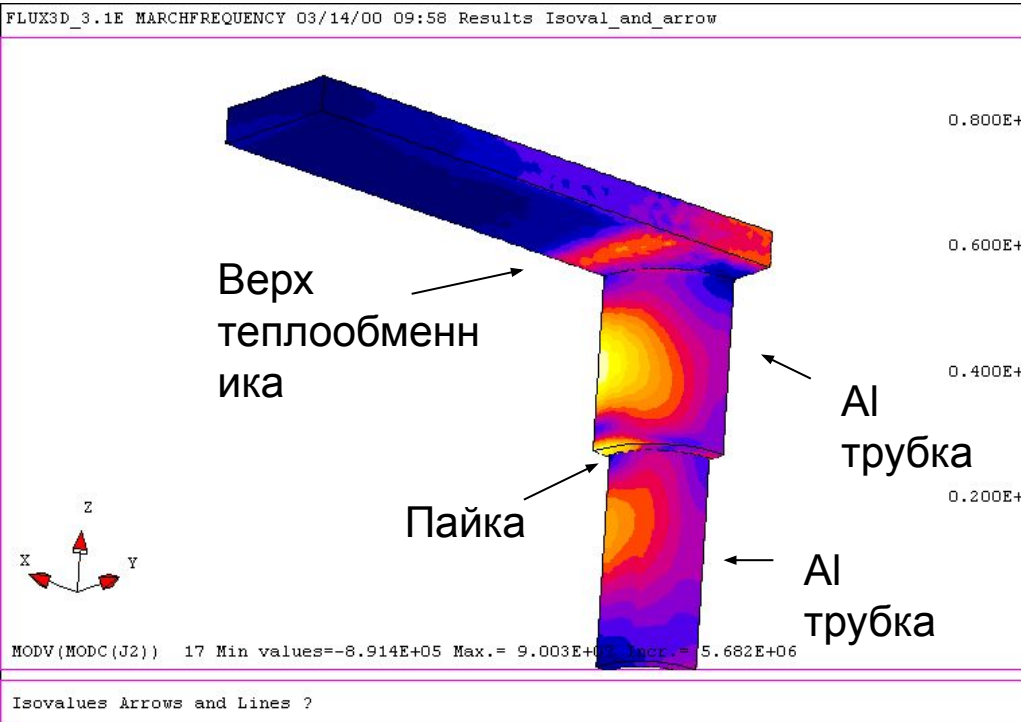 FLUX3D_3.1E MARCHFREQUENCY 03/14/00 09:58 Results Isoval_and_arrow
0.800E+
0.600E+
Верх
теплообменн
ика
0.400E+
Al
трубка
0.200E+
Пайка
Z
X
Y
Al
трубка
MODV(MODC(J2)) 17 Min values=-8.914E+05 Max.= 9.003E+ 5.682E+06
Isovalues Arrows and Lines ?